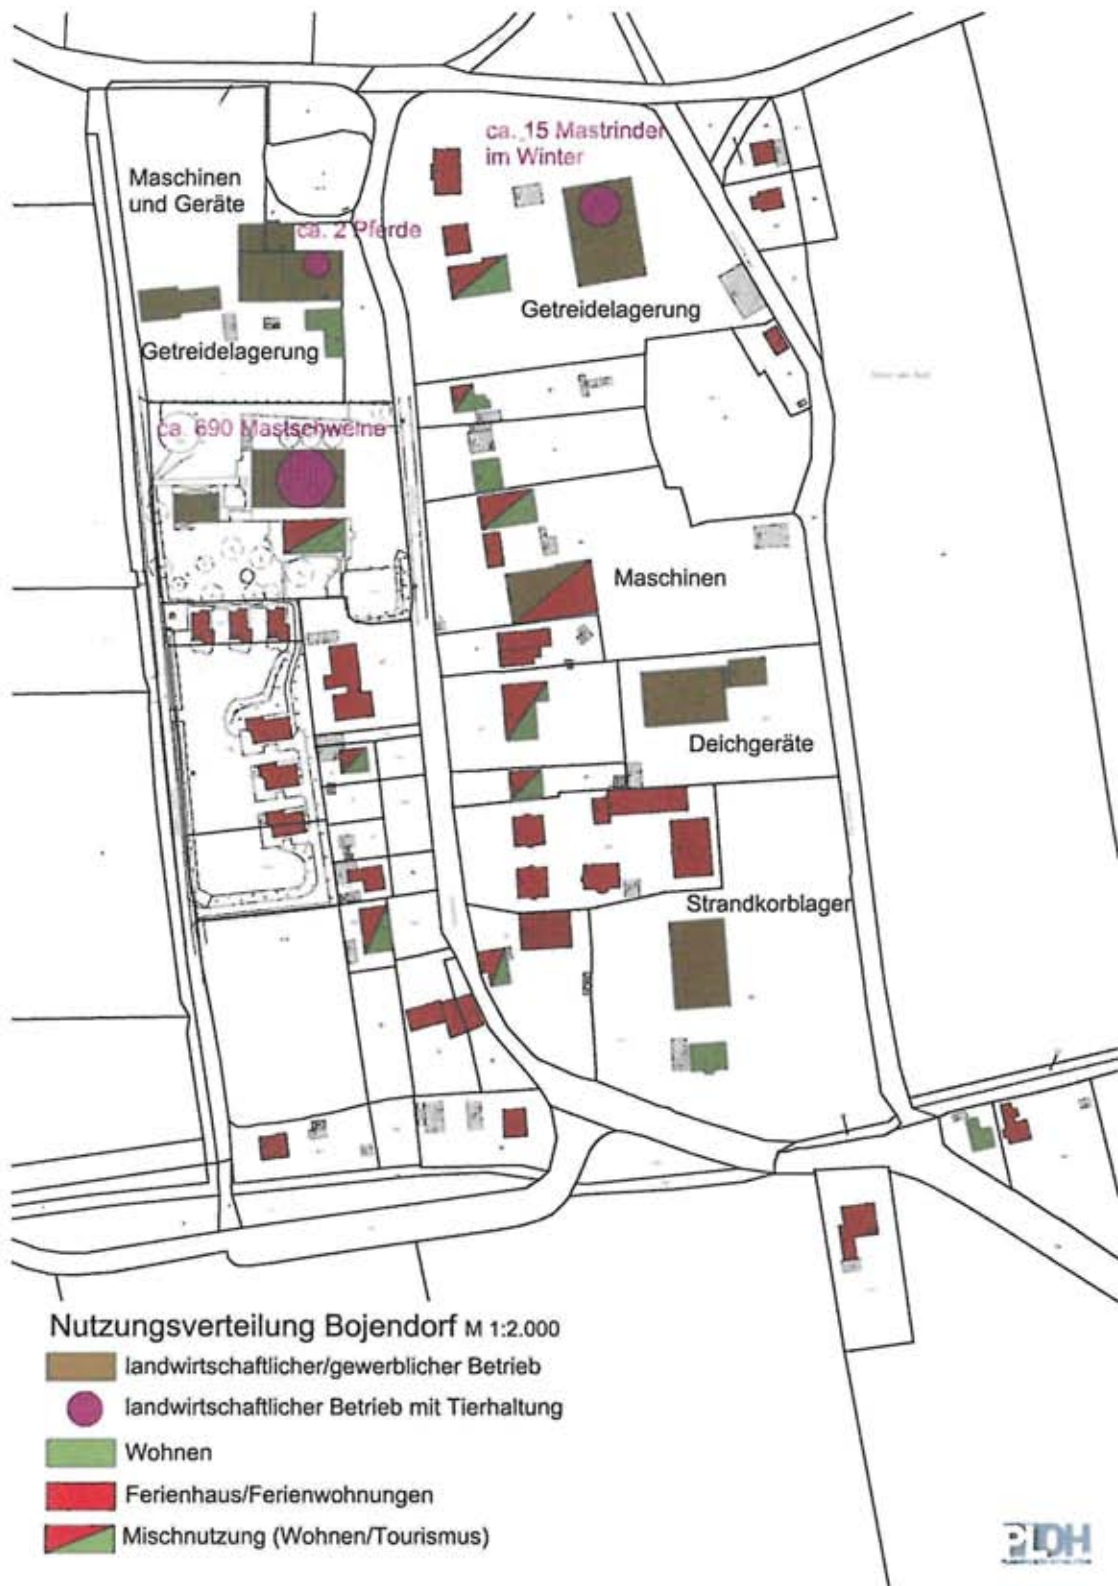 ca. 15 Mastrinder
im Winter
Maschinen
und Geräte
ca. 2 Pferde
Getreidelagerung
Getreidelagerung
ca. 690 Mastschweine
Maschinen
Deichgeräte
Strandkorblager
Nutzungsverteilung Bojendorf M 1:2.000
landwirtschaftlicher/gewerblicher Betrieb
landwirtschaftlicher Betrieb mit Tierhaltung
Wohnen
Ferienhaus/Ferienwohnungen
Mischnutzung (Wohnen/Tourismus)
PLOH